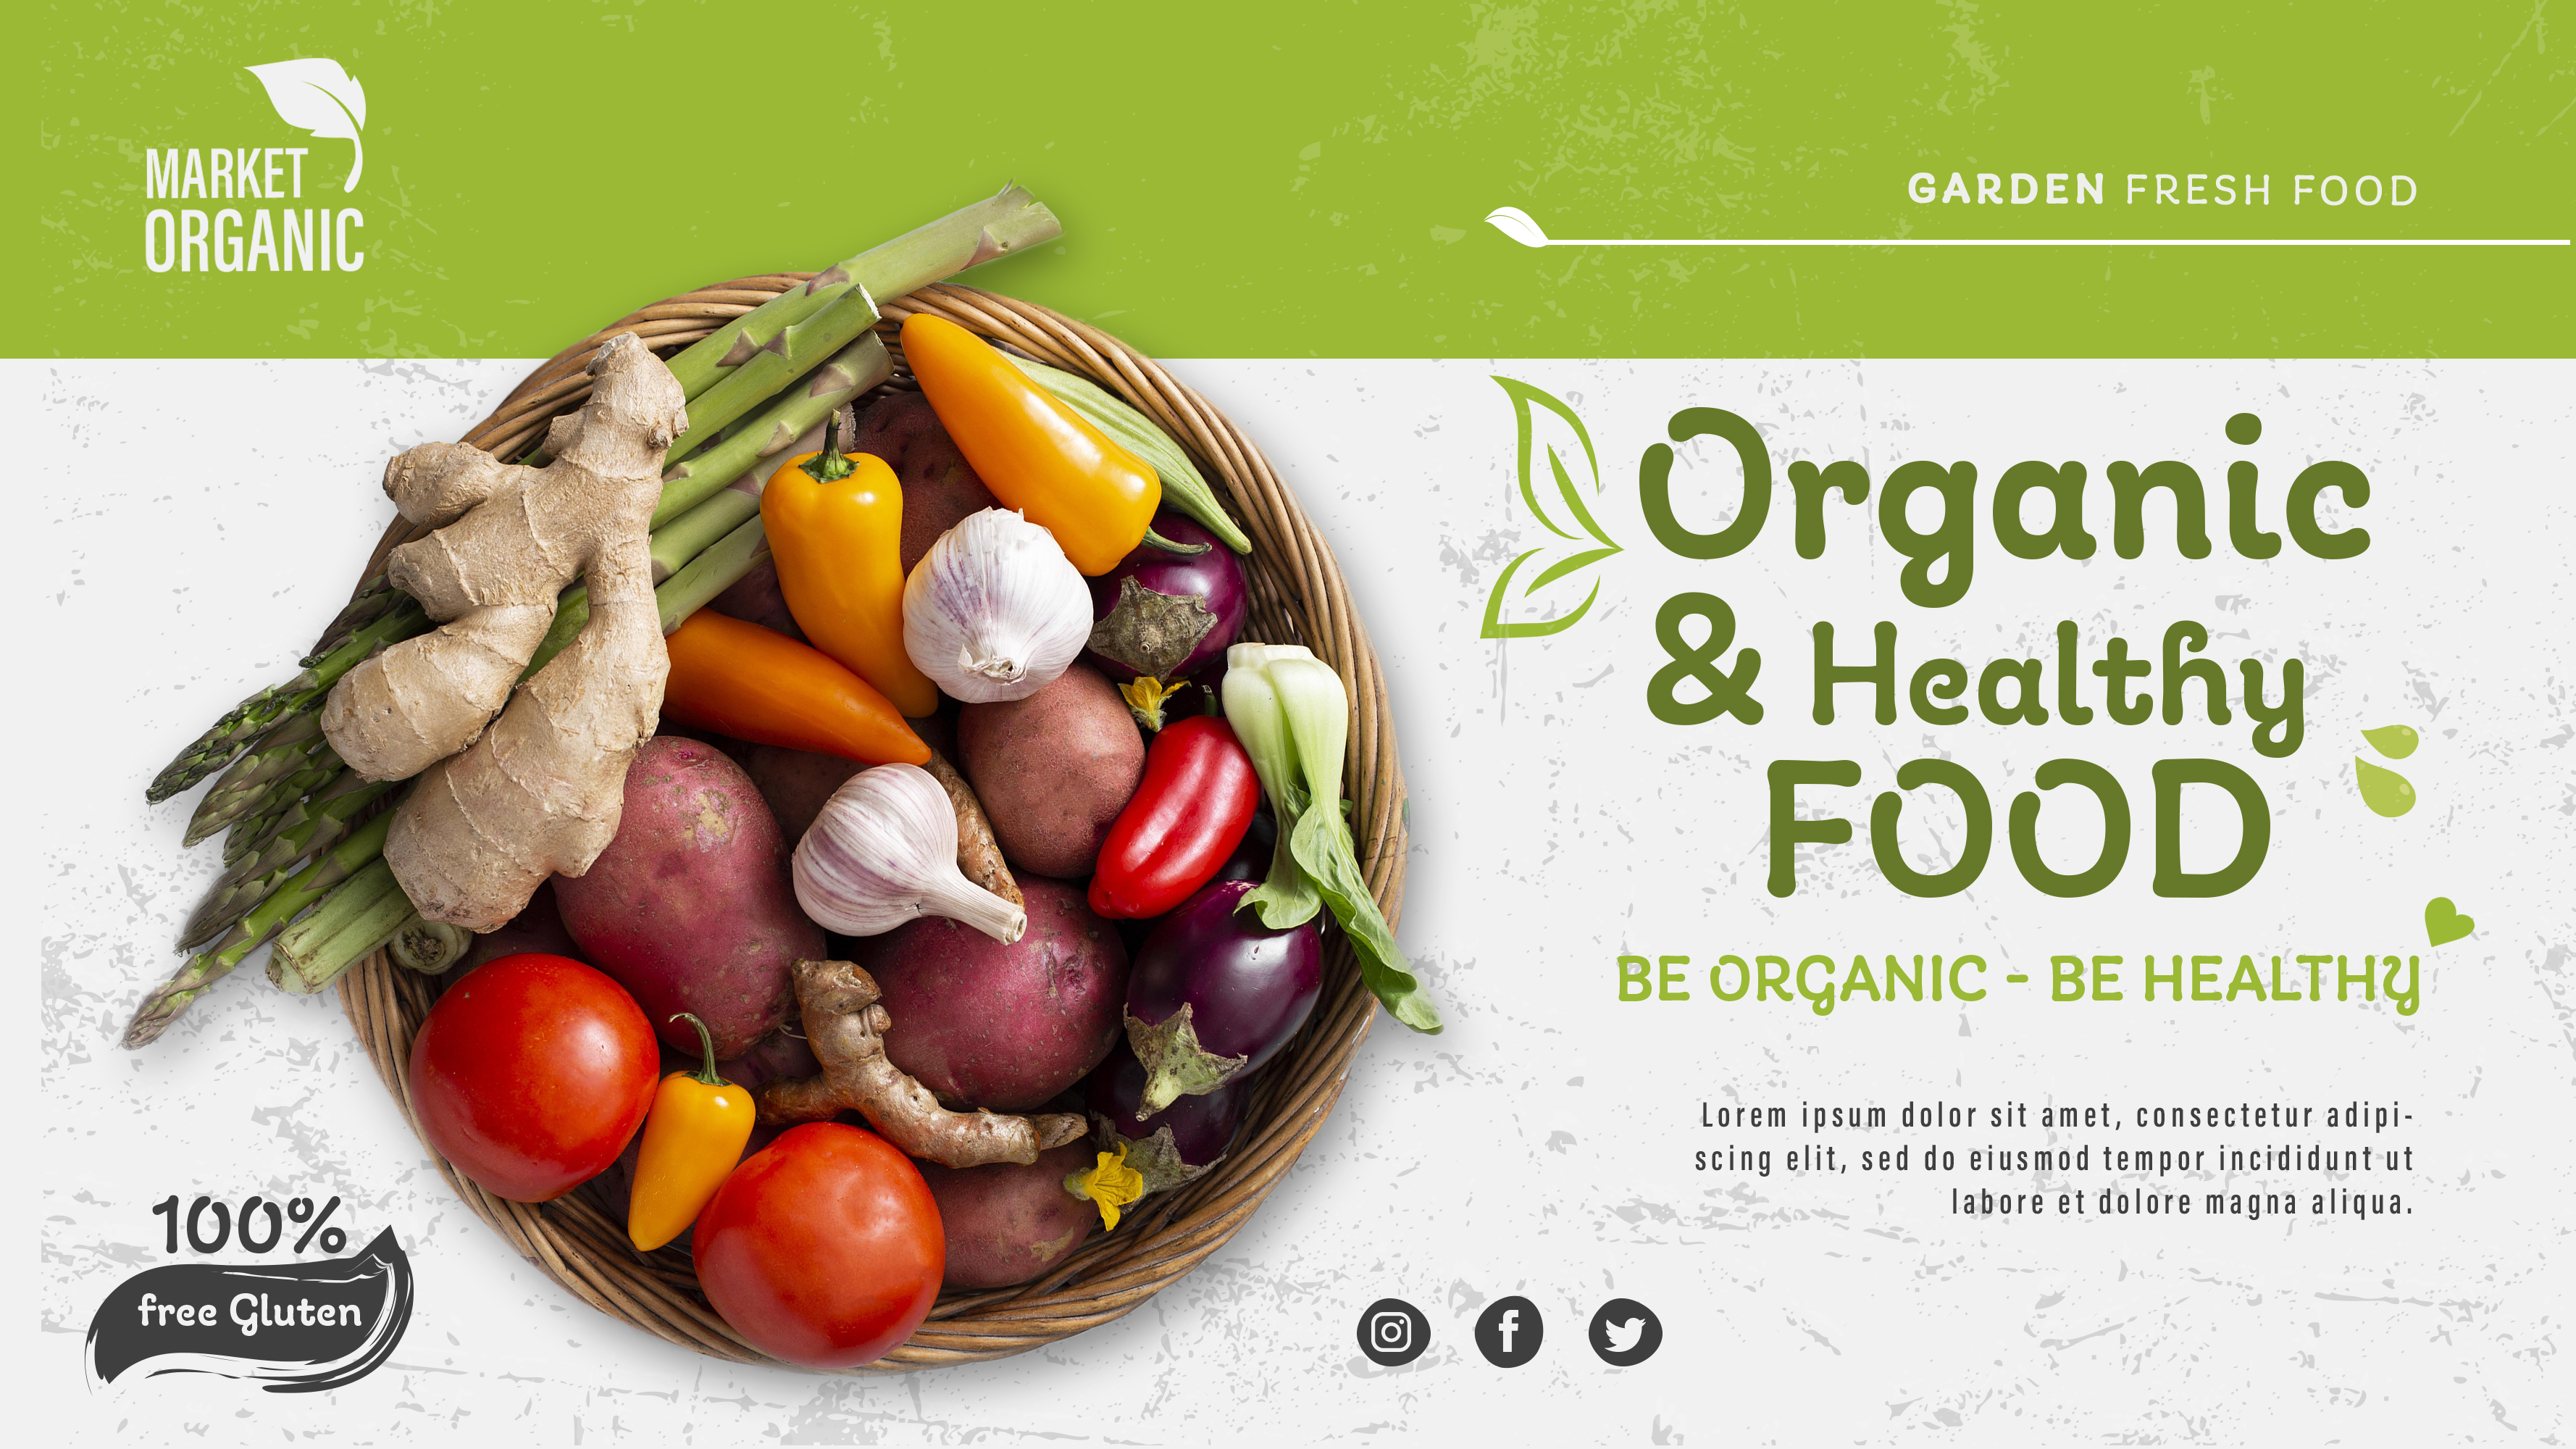 MARKET
ORGANIC
GARDEN FRESH FOOD
Organic
& Healthy
FOOD
BE ORGANIC - BE HEALTHY
Lorem ipsum dolor sit amet, consectetur adipi-
scing elit, sed do eiusmod tempor incididunt ut
labore et dolore magna aliqua.
100%
free Gluten